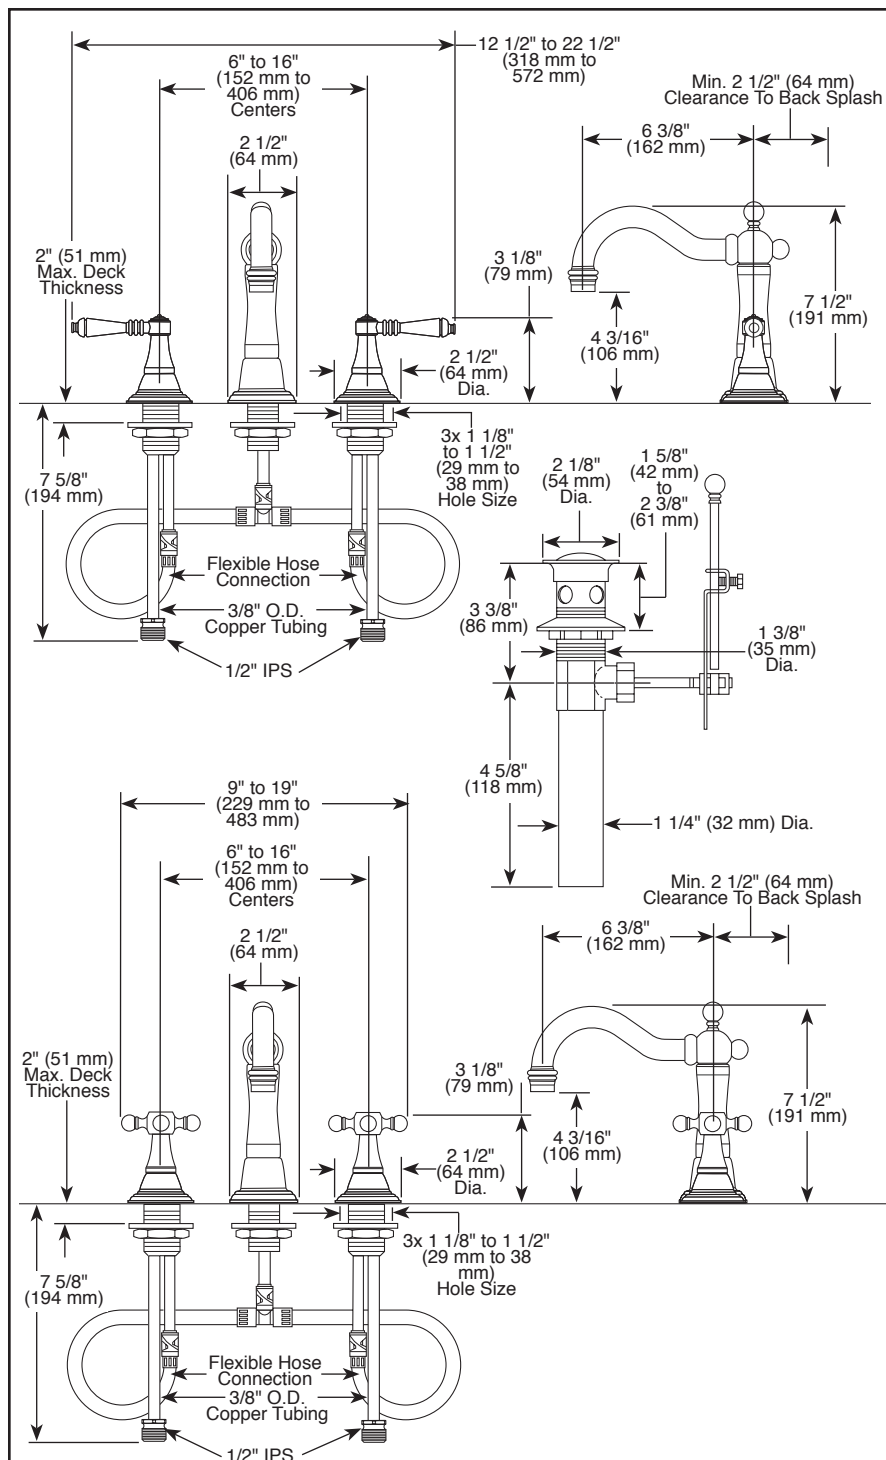 12 1/2" to 22 1/2"
(318 mm to
572 mm)
6" to 16"
(152 mm to
406 mm)
Centers
2 1/2"
(64 mm)
2" (51 mm)
Max. Deck
Thickness
Min. 2 1/2" (64 mm)
Clearance To Back Splash
6 3/8"
(162 mm)
3 1/8"
(79 mm)
7 1/2"
(191 mm)
4 3/16"
(106 mm)
2 1/2"
(64 mm)
Dia.
3x 1 1/8"
to 1 1/2"
(29 mm to
38 mm)
Hole Size
7 5/8"
(194 mm)
Flexible Hose
Connection
3/8" O.D.
Copper Tubing
1/2" IPS
2 1/8"
(54 mm)
Dia.
1 5/8"
(42 mm)
to
2 3/8"
(61 mm)
3 3/8"
(86 mm)
1 3/8"
(35 mm)
Dia.
4 5/8"
(118 mm)
1 1/4" (32 mm) Dia.
9" to 19"
(229 mm to
483 mm)
6" to 16"
(152 mm to
406 mm)
Centers
2 1/2"
(64 mm)
2" (51 mm)
Max. Deck
Thickness
Min. 2 1/2" (64 mm)
Clearance To Back Splash
6 3/8"
(162 mm)
3 1/8"
(79 mm)
7 1/2"
(191 mm)
4 3/16"
(106 mm)
2 1/2"
(64 mm)
Dia.
3x 1 1/8" to 1 1/2"
(29 mm to 38
mm)
Hole Size
7 5/8"
(194 mm)
Flexible Hose
Connection
3/8" O.D.
Copper Tubing
1/2" IPS